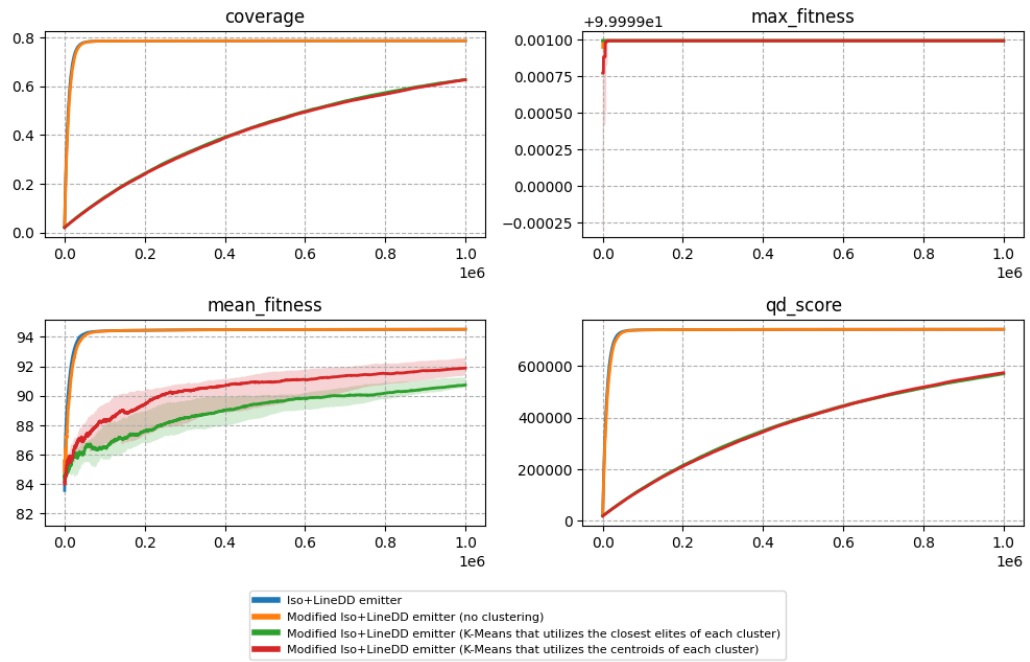 coverage
0.8
0.6
0.4
0.2
0.0
0.0 0.2 0.4 0.6 0.8 1.0
1e6
max_fitness
+9.9999e1
0.00100
0.00075
0.00050
0.00025
0.00000
−0.00025
0.0 0.2 0.4 0.6 0.8 1.0
1e6
mean_fitness
94
92
90
88
86
84
82
0.0 0.2 0.4 0.6 0.8 1.0
1e6
qd_score
600000
400000
200000
0
0.0 0.2 0.4 0.6 0.8 1.0
1e6
Iso+LineDD emitter
Modified Iso+LineDD emitter (no clustering)
Modified Iso+LineDD emitter (K-Means that utilizes the closest elites of each cluster)
Modified Iso+LineDD emitter (K-Means that utilizes the centroids of each cluster)